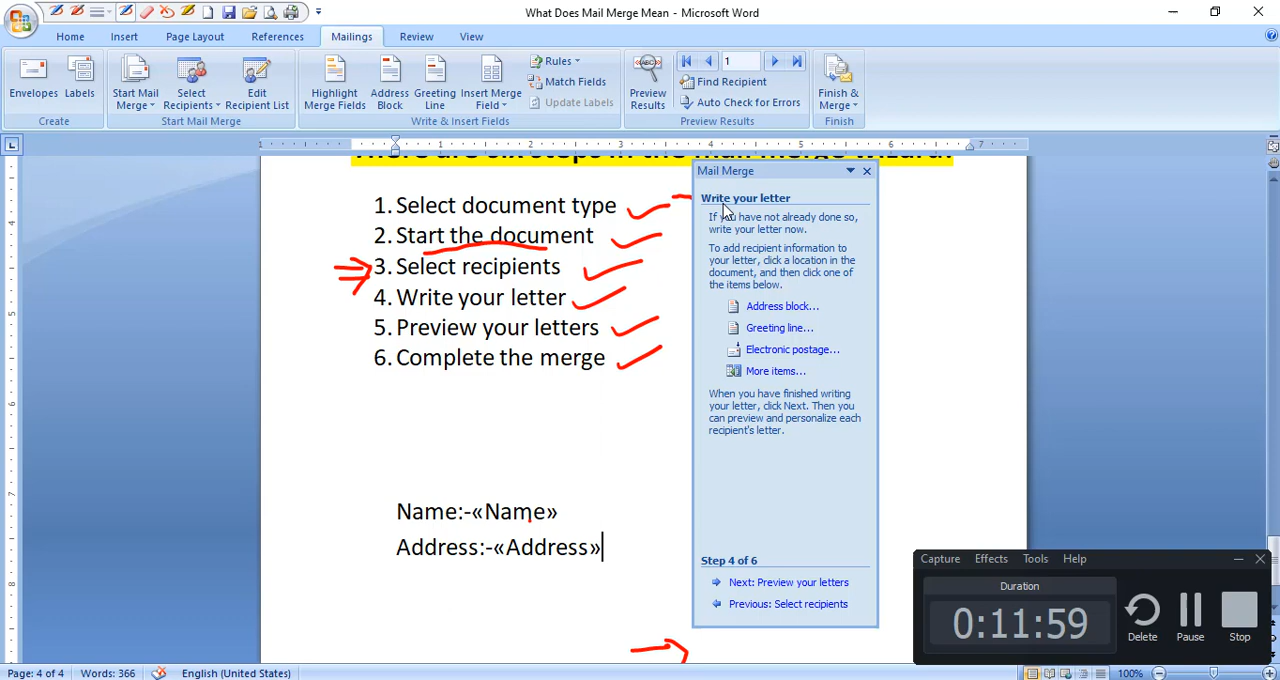 What Does Mail Merge Mean - Microsoft Word
Home Insert Page Layout References Mailings Review View
Envelopes Labels Start Mail Merge Select Recipients Edit Recipient List Highlight Merge Fields Address Block Greeting Line Insert Merge Field Rules Match Fields Update Labels Preview Results 1 Find Recipient Auto Check for Errors Finish & Merge
Create Start Mail Merge Write & Insert Fields Preview Results Finish
1 1 2 3 4 5 6 7
There are six steps in the mail merge wizard:
1. Select document type
2. Start the document
3. Select recipients
4. Write your letter
5. Preview your letters
6. Complete the merge
Name:-«Name»
Address:-«Address»
Mail Merge
Write your letter
If you have not already done so,
write your letter now.
To add recipient information to
your letter, click a location in the
document, and then click one of
the items below.
Address block...
Greeting line...
Electronic postage...
More items...
When you have finished writing
your letter, click Next. Then you
can preview and personalize each
recipient's letter.
Step 4 of 6
Next: Preview your letters
Previous: Select recipients
Capture Effects Tools Help
Duration
0:11:59
Delete Pause Stop
Page: 4 of 4 Words: 366 English (United States) 100%